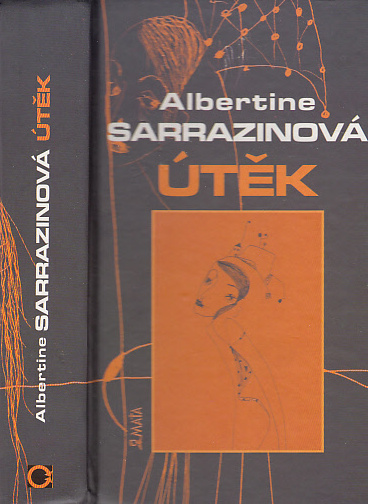 Albertine SARRAZINOVÁ ÚTĚK
Albertine
SARRAZINOVÁ
ÚTĚK